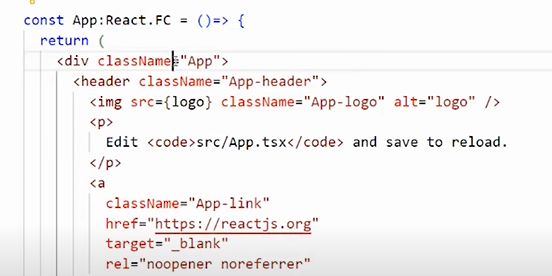 const App:React.FC = ()=> {
return (
<div className="App">
<header className="App-header">
<img src={logo} className="App-logo" alt="logo" />
<p>
Edit <code>src/App.tsx</code> and save to reload.
</p>
<a
className="App-link"
href="https://reactjs.org"
target="_blank"
rel="noopener noreferrer"